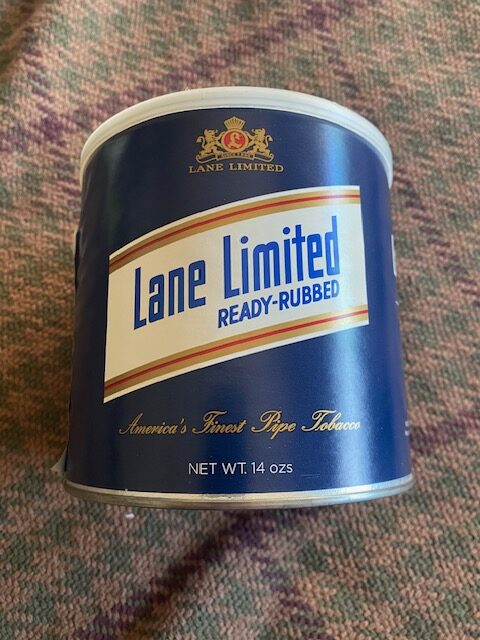 LANE LIMITED
Lane Limited
READY-RUBBED
America's Finest Pipe Tobacco
NET WT. 14 ozs